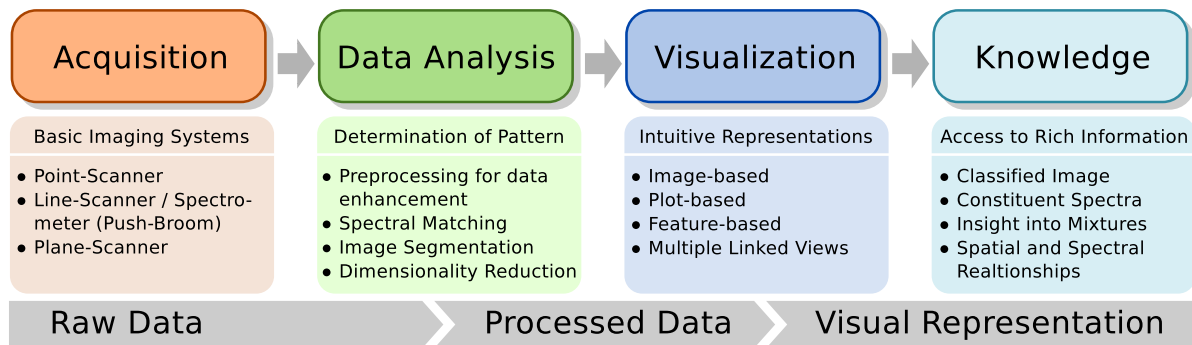 Acquisition
Data Analysis
Visualization
Knowledge
Basic Imaging Systems
• Point-Scanner
• Line-Scanner / Spectro-
meter (Push-Broom)
• Plane-Scanner
Determination of Pattern
• Preprocessing for data
enhancement
• Spectral Matching
• Image Segmentation
• Dimensionality Reduction
Intuitive Representations
• Image-based
• Plot-based
• Feature-based
• Multiple Linked Views
Access to Rich Information
• Classified Image
• Constituent Spectra
• Insight into Mixtures
• Spatial and Spectral
Realtionships
Raw Data
Processed Data
Visual Representation